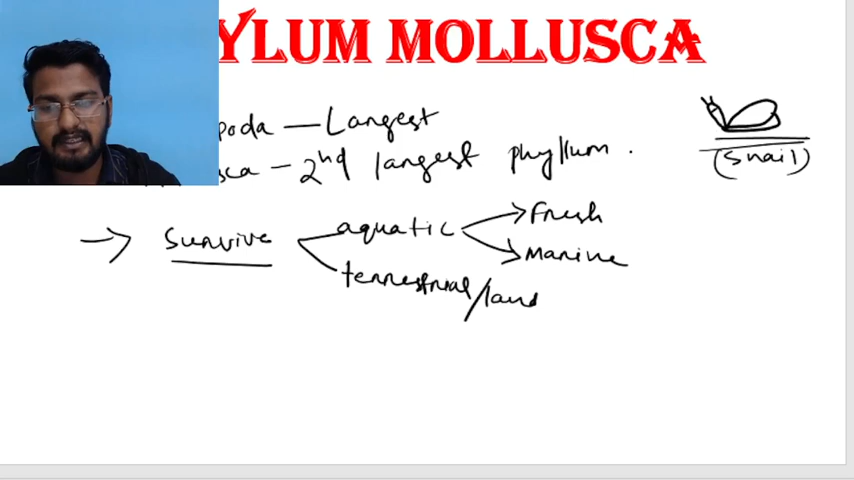 YLUM MOLLUSCA
poda — Largest
sca - 2nd largest phyllum .
(Snail)
→ Survive aquatic → Fresh
→ Marine
terrestrial/land